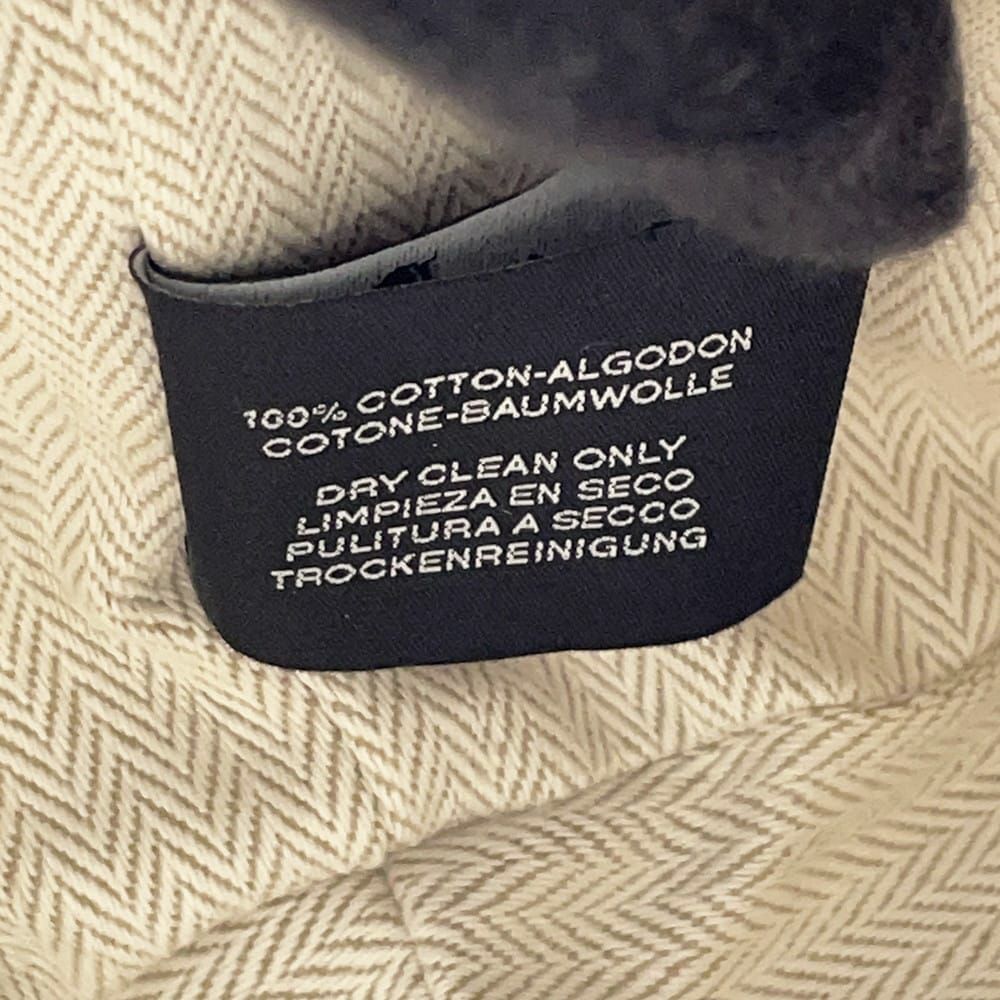 100% COTTON-ALGODON
COTONE-BAUMWOLLE
DRY CLEAN ONLY
LIMPIEZA EN SECO
PULITURA A SECCO
TROCKENREINIGUNG